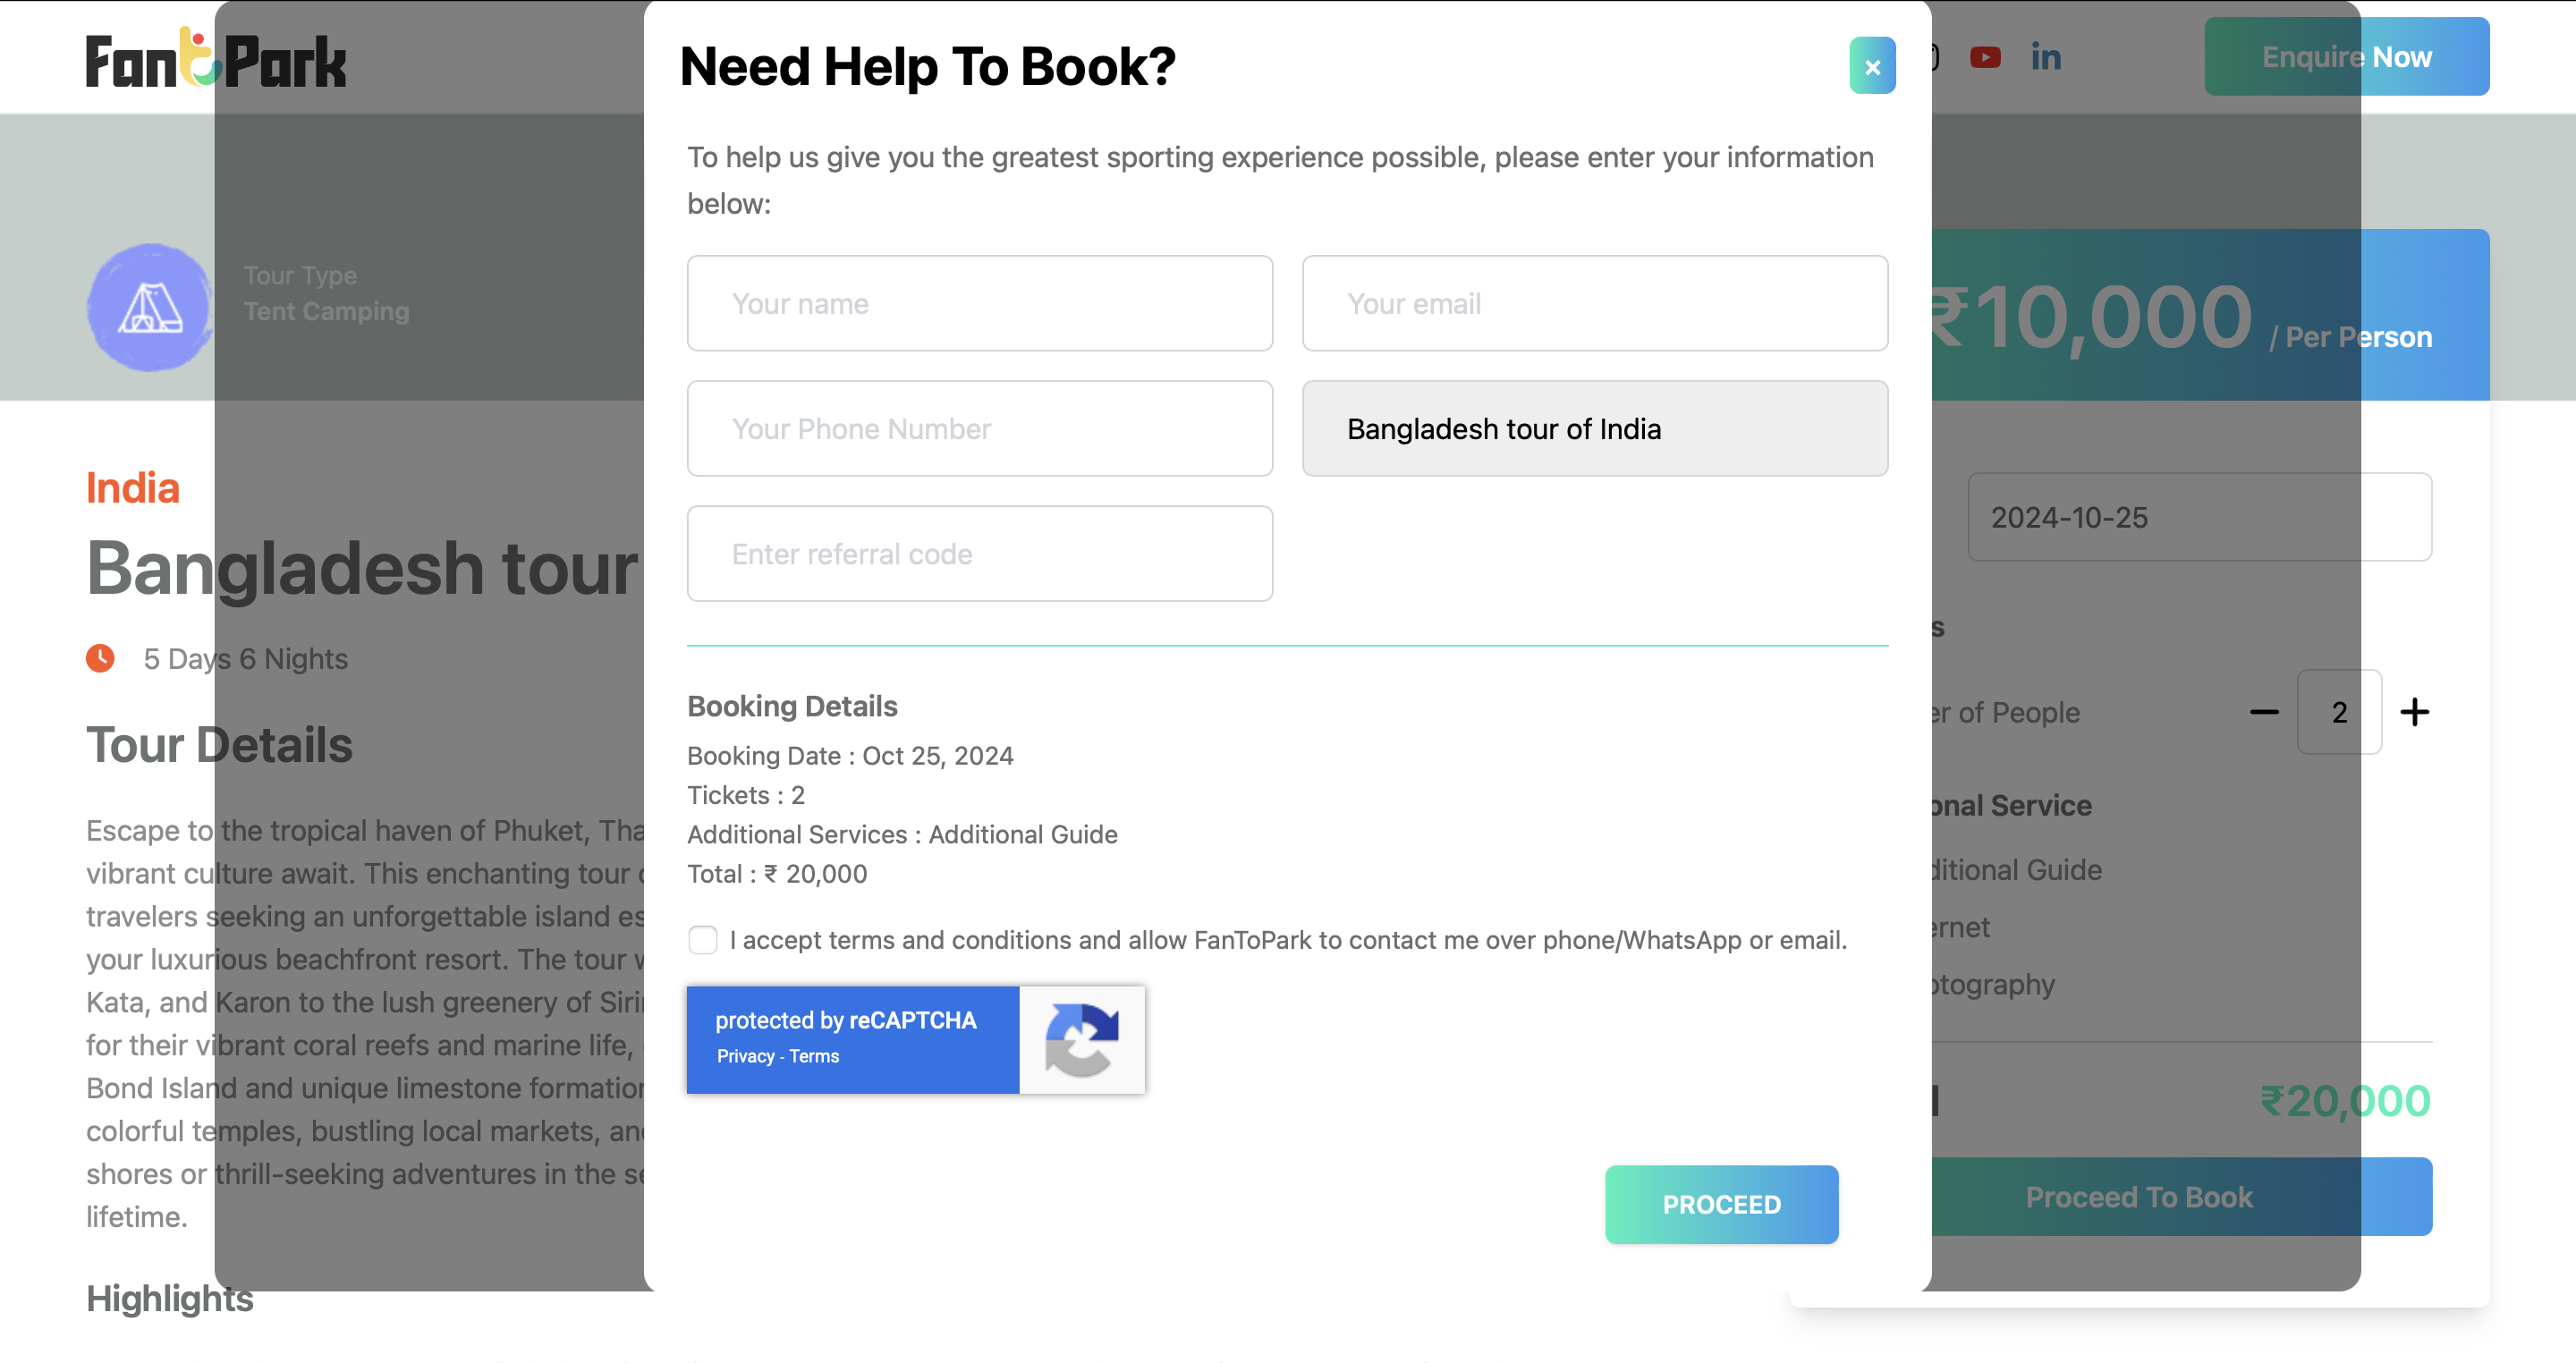 FantPark
Enquire Now
Need Help To Book?
×
To help us give you the greatest sporting experience possible, please enter your information
below:
Your name
Your email
Your Phone Number
Bangladesh tour of India
Enter referral code
Booking Details
Booking Date : Oct 25, 2024
Tickets : 2
Additional Services : Additional Guide
Total : ₹ 20,000
I accept terms and conditions and allow FanToPark to contact me over phone/WhatsApp or email.
protected by reCAPTCHA
Privacy - Terms
PROCEED
Tour Type
Tent Camping
India
Bangladesh tour
5 Days 6 Nights
Tour Details
Escape to the tropical haven of Phuket, Tha
vibrant culture await. This enchanting tour
travelers seeking an unforgettable island es
your luxurious beachfront resort. The tour w
Kata, and Karon to the lush greenery of Siri
for their vibrant coral reefs and marine life,
Bond Island and unique limestone formation
colorful temples, bustling local markets, an
shores or thrill-seeking adventures in the se
lifetime.
Highlights
₹10,000 / Per Person
2024-10-25
s
er of People
2
onal Service
ditional Guide
ernet
otography
l
₹20,000
Proceed To Book